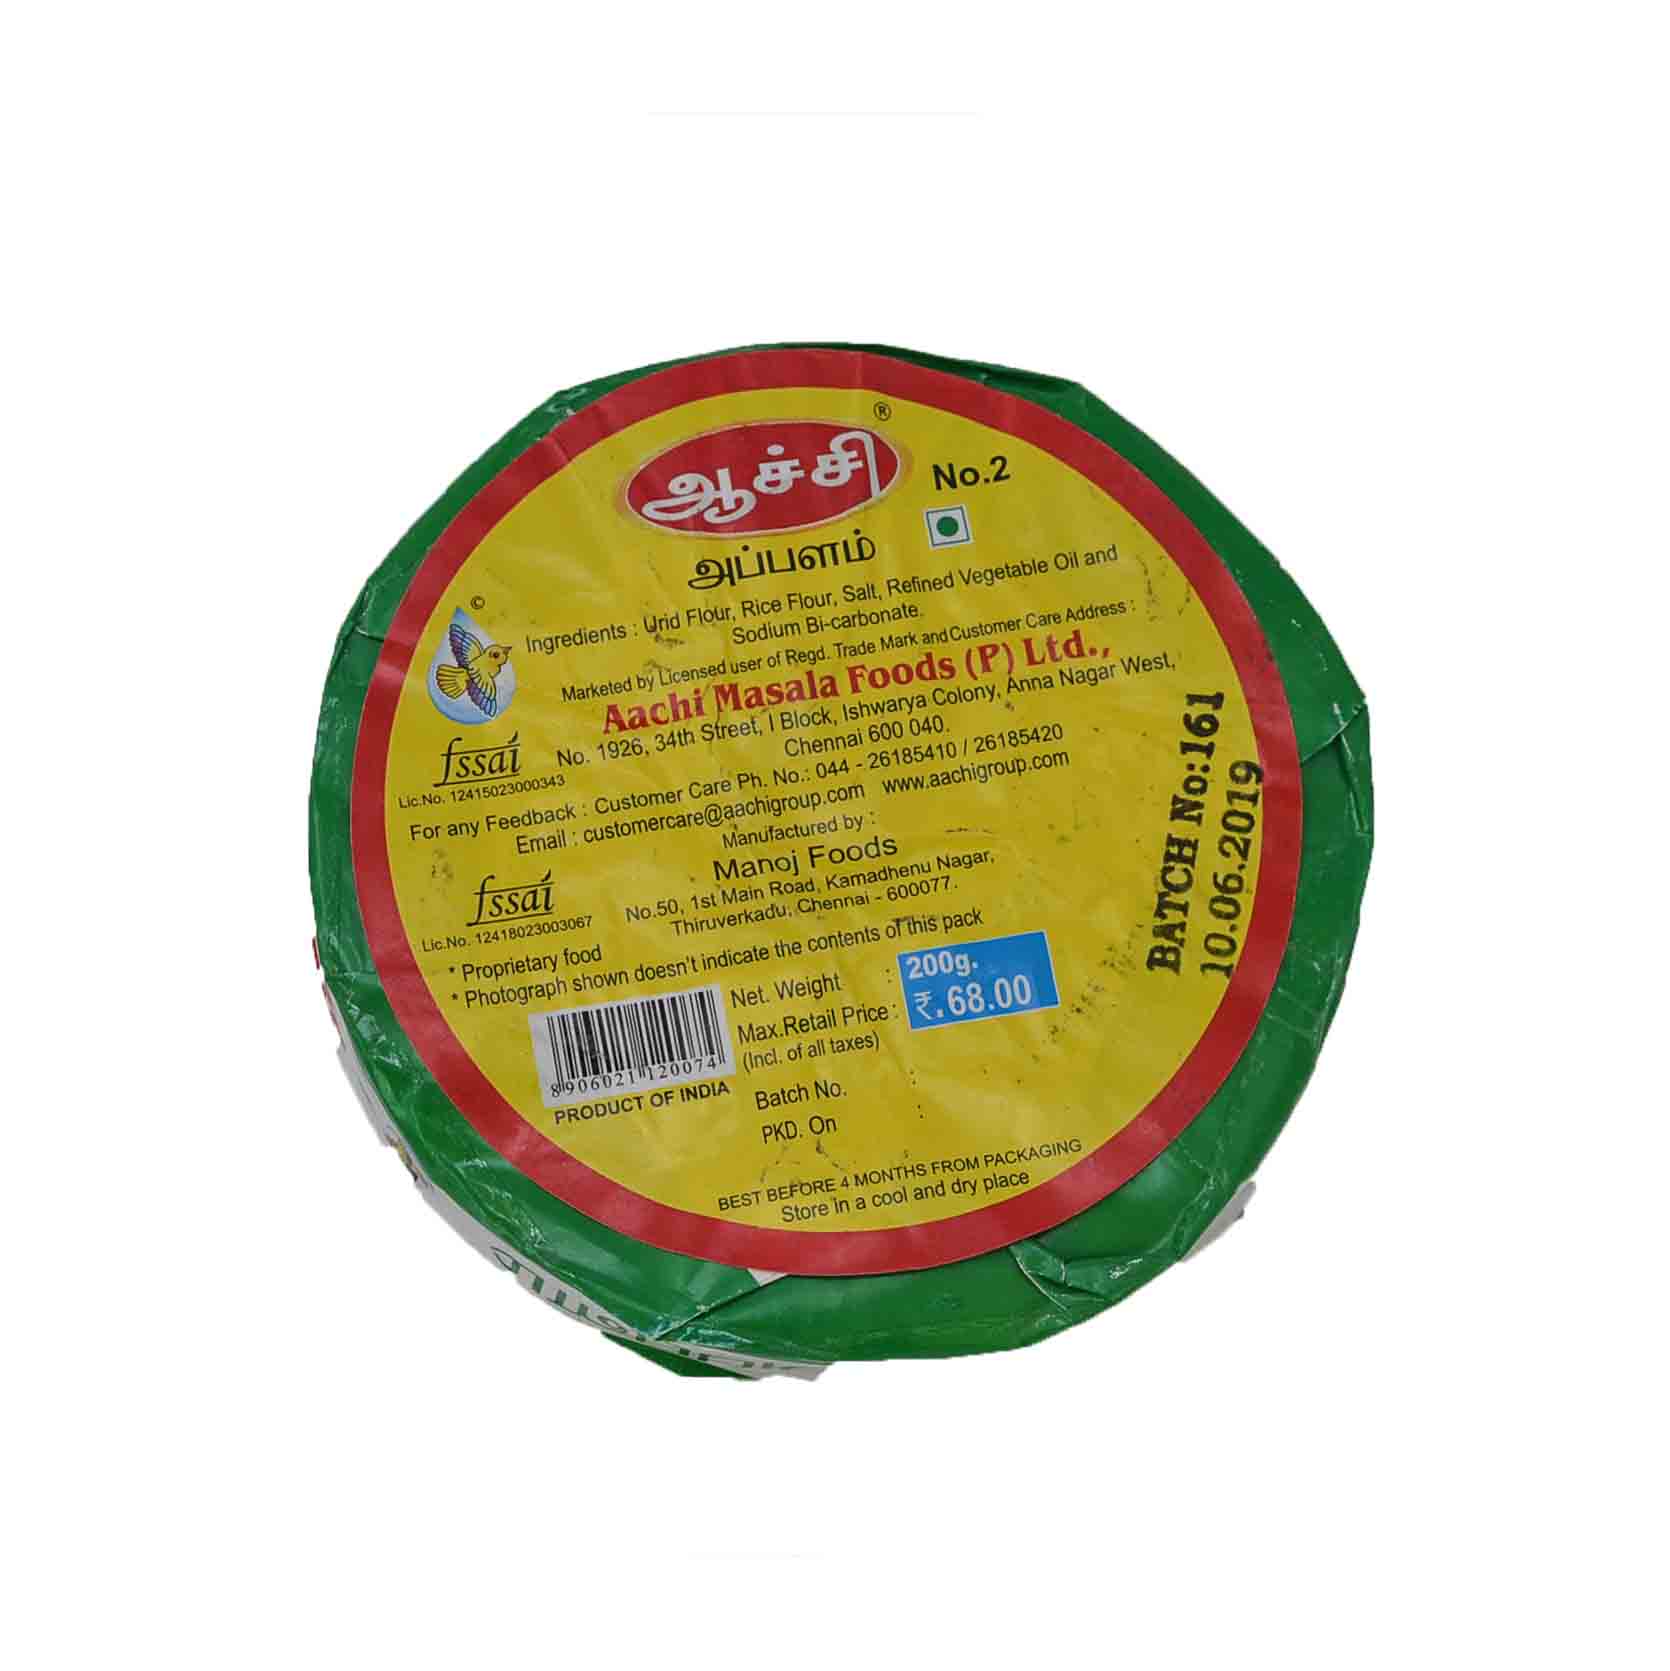 ஆச்சி ®
No.2
அப்பளம்
©
Ingredients : Urid Flour, Rice Flour, Salt, Refined Vegetable Oil and
Sodium Bi-carbonate.
Marketed by Licensed user of Regd. Trade Mark and Customer Care Address :
Aachi Masala Foods (P) Ltd.,
No. 1926, 34th Street, I Block, Ishwarya Colony, Anna Nagar West,
Chennai 600 040.
fssai
Lic.No. 12415023000343
For any Feedback : Customer Care Ph. No.: 044 - 26185410 / 26185420
Email : customercare@aachigroup.com www.aachigroup.com
Manufactured by :
Manoj Foods
No.50, 1st Main Road, Kamadhenu Nagar,
Thiruverkadu, Chennai - 600077.
fssai
Lic.No. 12418023003067
* Proprietary food
* Photograph shown doesn't indicate the contents of this pack
Net. Weight : 200g.
Max.Retail Price : ₹.68.00
(Incl. of all taxes)
8 906021 120074
PRODUCT OF INDIA
Batch No. :
PKD. On :
BEST BEFORE 4 MONTHS FROM PACKAGING
Store in a cool and dry place
BATCH No:161
10.06.2019